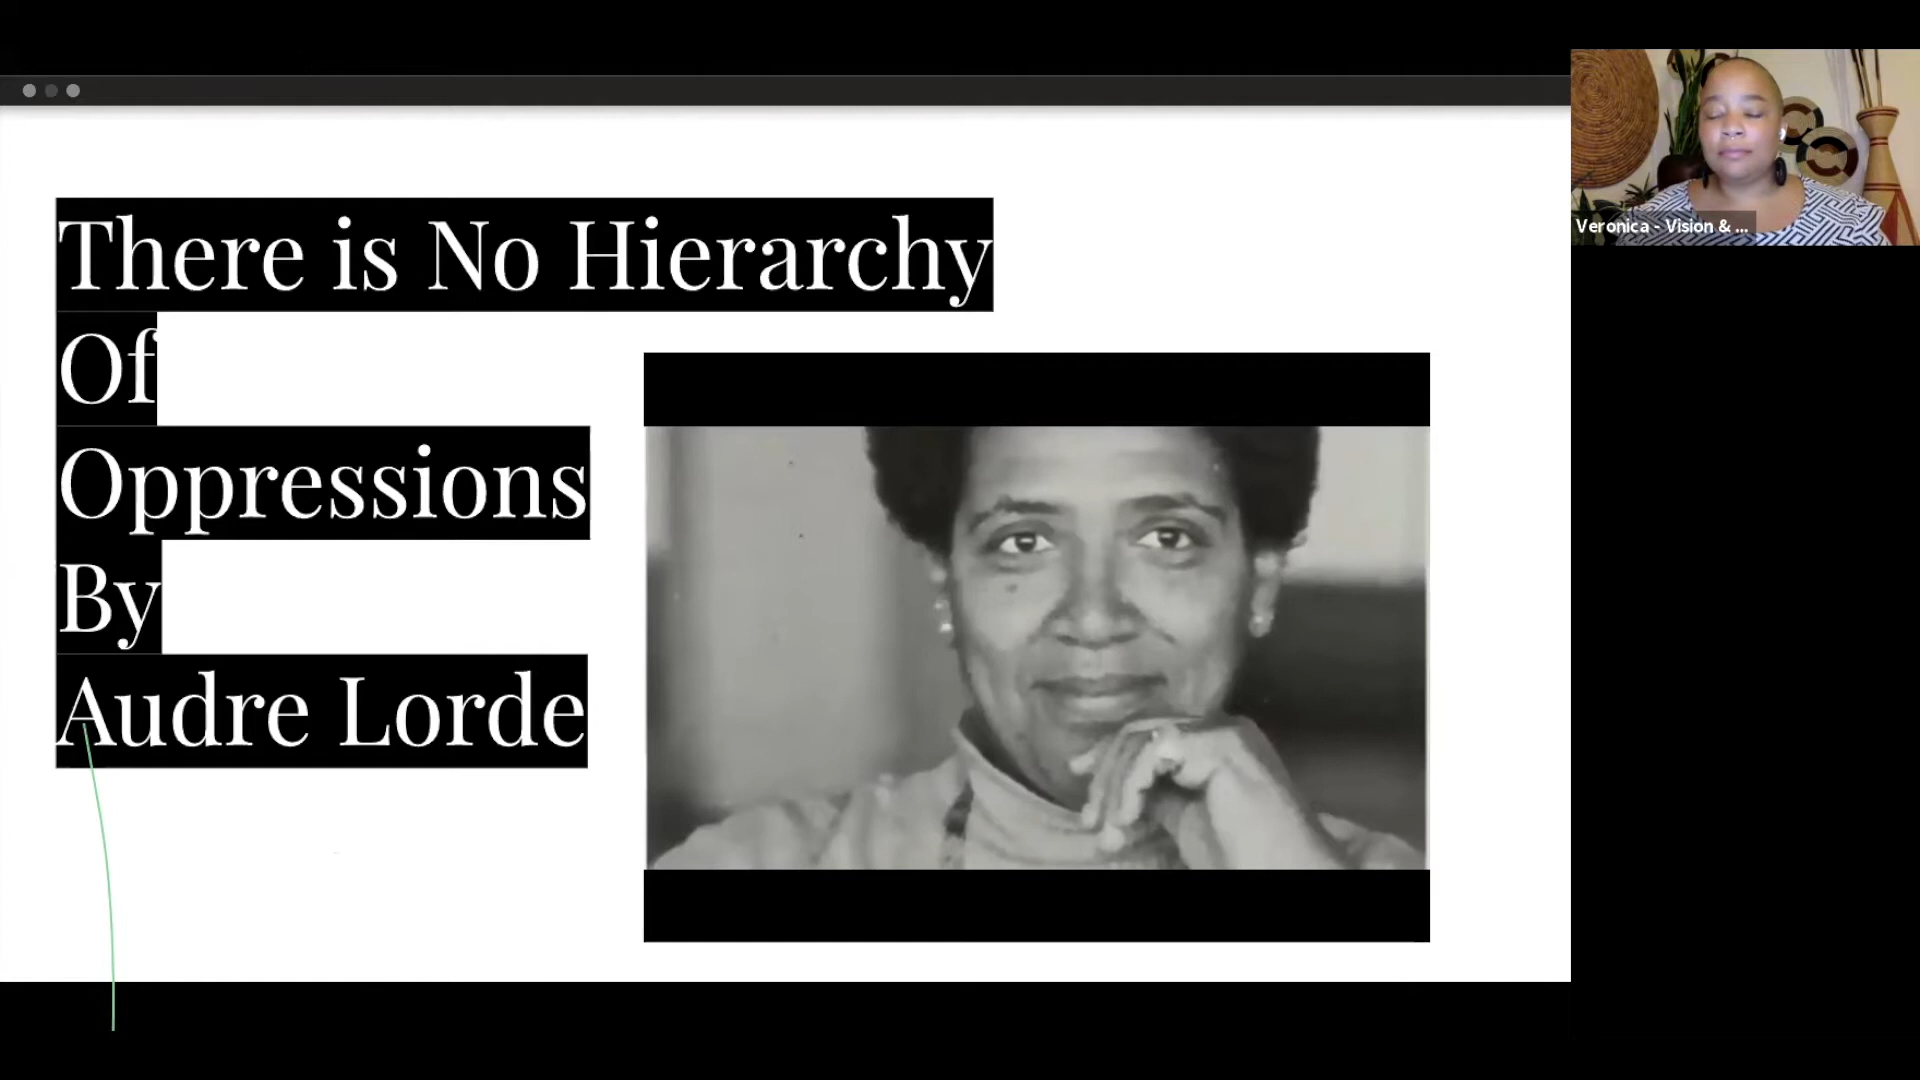 There is No Hierarchy
Of
Oppressions
By
Audre Lorde
Veronica - Vision & ...